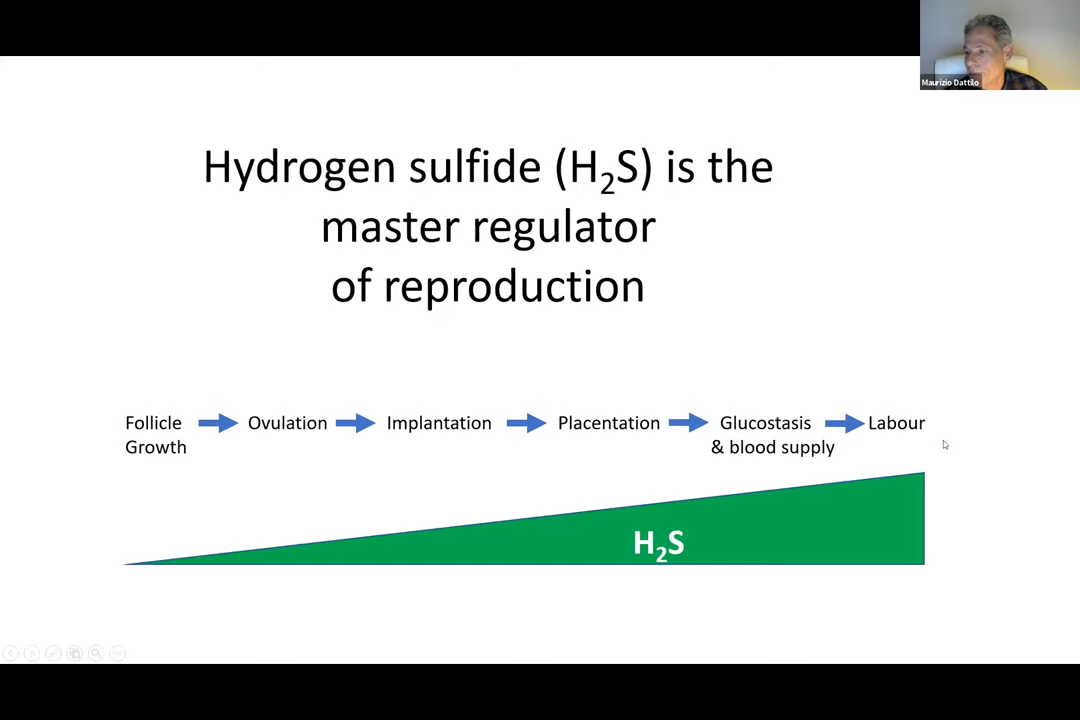 Maurizio Dattilo
Hydrogen sulfide (H₂S) is the
master regulator
of reproduction
Follicle
Growth
Ovulation
Implantation
Placentation
Glucostasis
& blood supply
Labour
H₂S